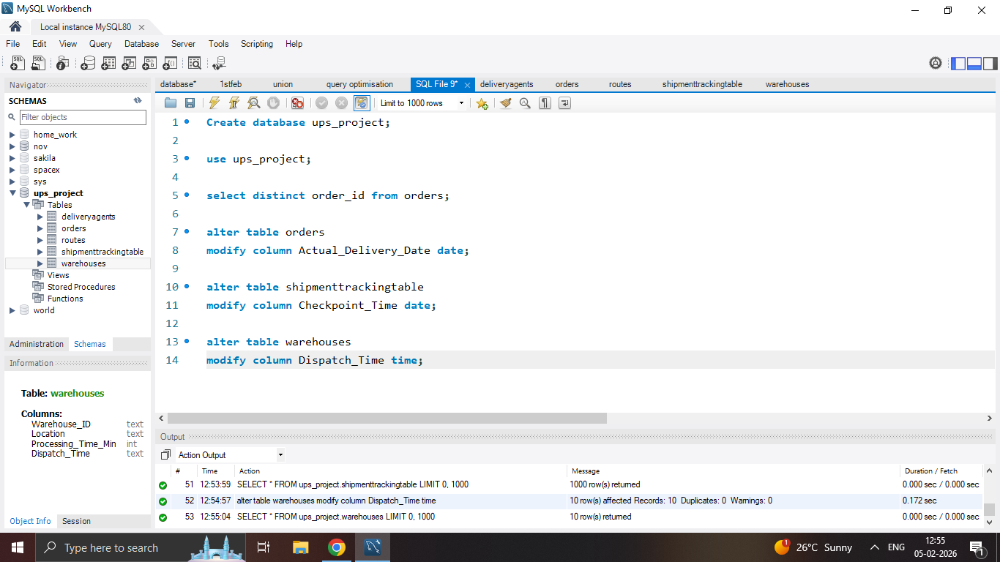 MySQL Workbench
Local instance MySQL80
File Edit View Query Database Server Tools Scripting Help
Navigator
SCHEMAS
Filter objects
home_work
nov
sakila
spacex
sys
ups_project
Tables
deliveryagents
orders
routes
shipmenttrackingtable
warehouses
Views
Stored Procedures
Functions
world
Administration Schemas
Information
Table: warehouses
Columns:
Warehouse_ID text
Location text
Processing_Time_Min int
Dispatch_Time text
Object Info Session
database* 1stfeb union query optimisation SQL File 9* deliveryagents orders routes shipmenttrackingtable warehouses
Limit to 1000 rows
1 Create database ups_project;
2
3 use ups_project;
4
5 select distinct order_id from orders;
6
7 alter table orders
8 modify column Actual_Delivery_Date date;
9
10 alter table shipmenttrackingtable
11 modify column Checkpoint_Time date;
12
13 alter table warehouses
14 modify column Dispatch_Time time;
Output
Action Output
# Time Action Message Duration / Fetch
51 12:53:59 SELECT * FROM ups_project.shipmenttrackingtable LIMIT 0, 1000 1000 row(s) returned 0.000 sec / 0.000 sec
52 12:54:57 alter table warehouses modify column Dispatch_Time time 10 row(s) affected Records: 10 Duplicates: 0 Warnings: 0 0.172 sec
53 12:55:04 SELECT * FROM ups_project.warehouses LIMIT 0, 1000 10 row(s) returned 0.000 sec / 0.000 sec
Type here to search
1
26°C Sunny
ENG
12:55
05-02-2026
1